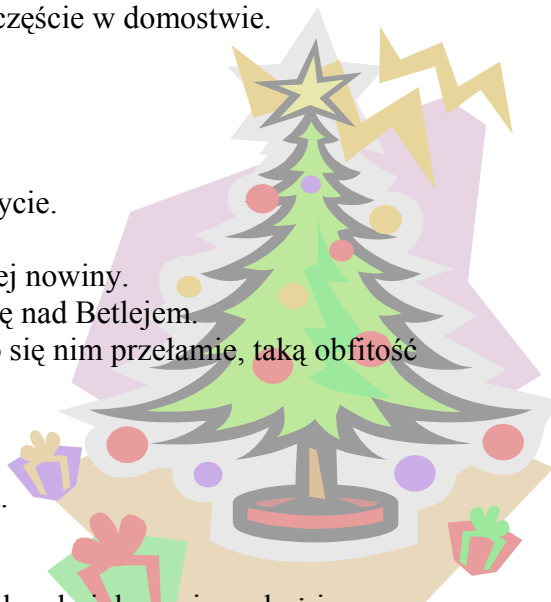 częście w domostwie.
ycie.
ej nowiny.
ę nad Betlejem.
się nim przełamie, taką obfitość